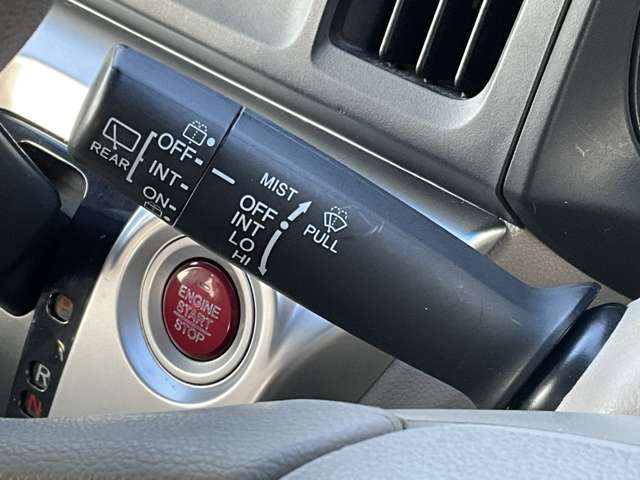 REAR
OFF
INT
ON
MIST
OFF
INT
LO
HI
PULL
ENGINE
START
STOP
P
R
N